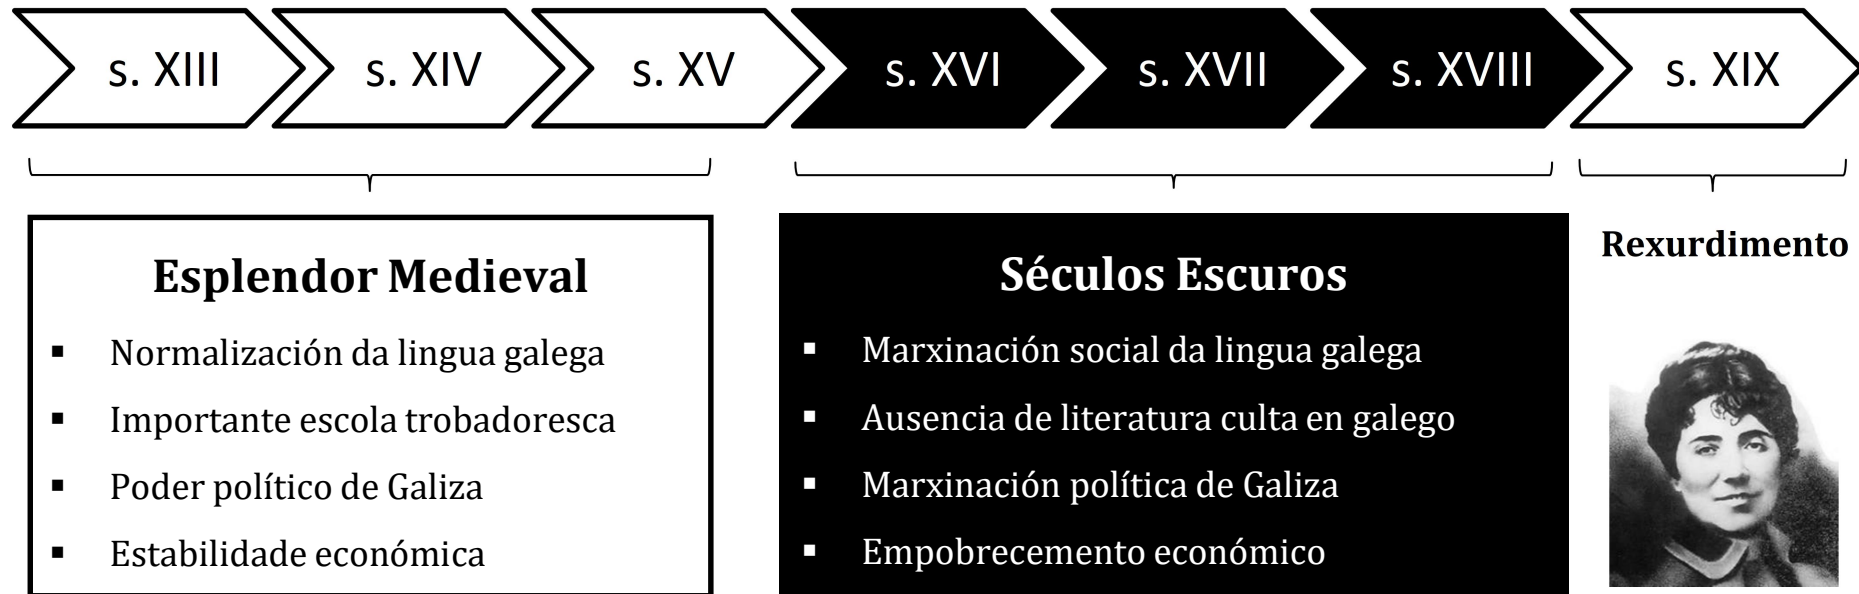 s. XIII
s. XIV
s. XV
s. XVI
s. XVII
s. XVIII
s. XIX
Esplendor Medieval
▪ Normalización da lingua galega
▪ Importante escola trobadoresca
▪ Poder político de Galiza
▪ Estabilidade económica
Séculos Escuros
▪ Marxinación social da lingua galega
▪ Ausencia de literatura culta en galego
▪ Marxinación política de Galiza
▪ Empobrecemento económico
Rexurdimento